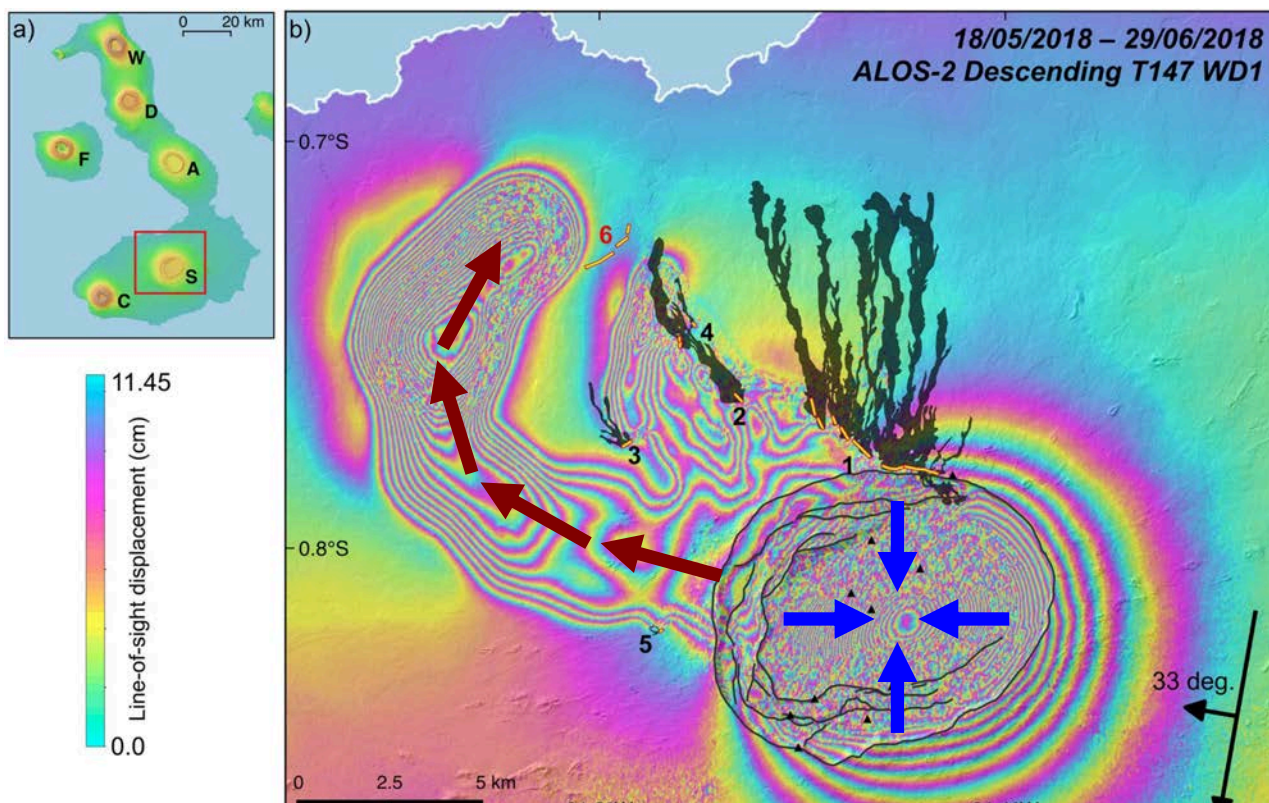 a)
0 20 km
W
D
F
A
S
C
11.45
Line-of-sight displacement (cm)
0.0
b)
18/05/2018 – 29/06/2018
ALOS-2 Descending T147 WD1
0.7°S
0.8°S
6
4
2
3
1
5
33 deg.
0 2.5 5 km